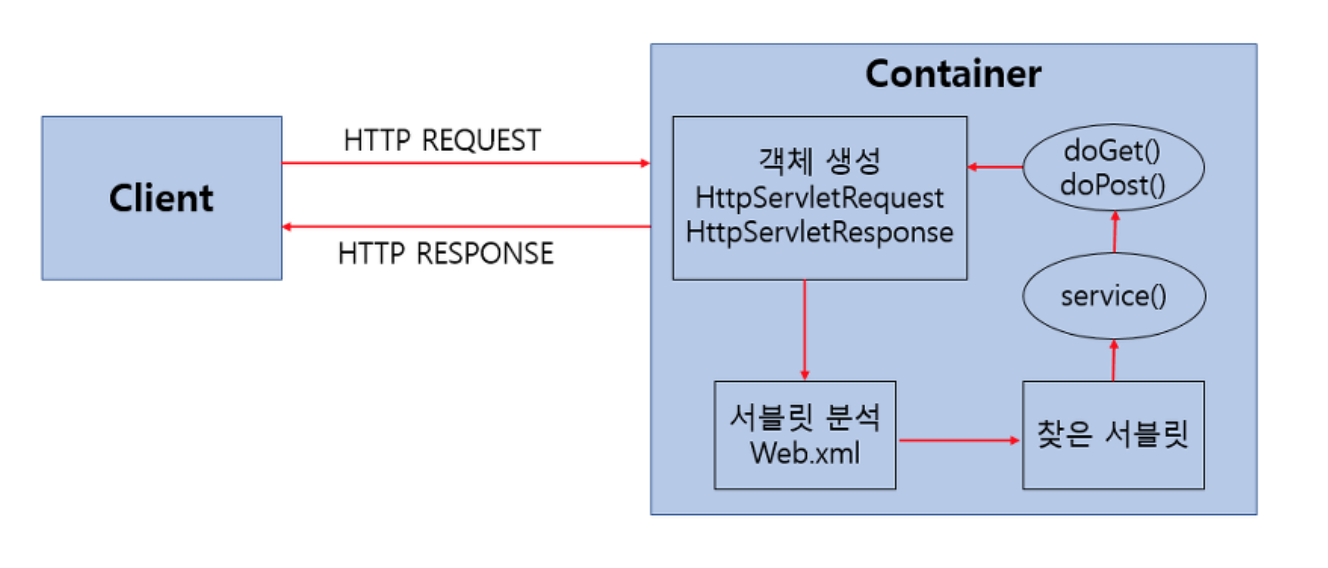 Container
Client
HTTP REQUEST
HTTP RESPONSE
객체 생성
HttpServletRequest
HttpServletResponse
doGet()
doPost()
service()
서블릿 분석
Web.xml
찾은 서블릿